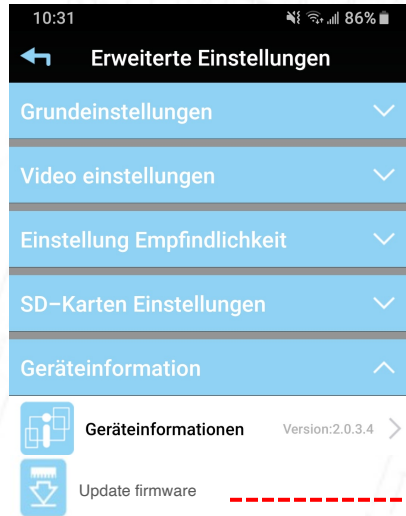 10:31 86%
Erweiterte Einstellungen
Grundeinstellungen
Video einstellungen
Einstellung Empfindlichkeit
SD-Karten Einstellungen
Geräteinformation
Geräteinformationen Version:2.0.3.4
Update firmware